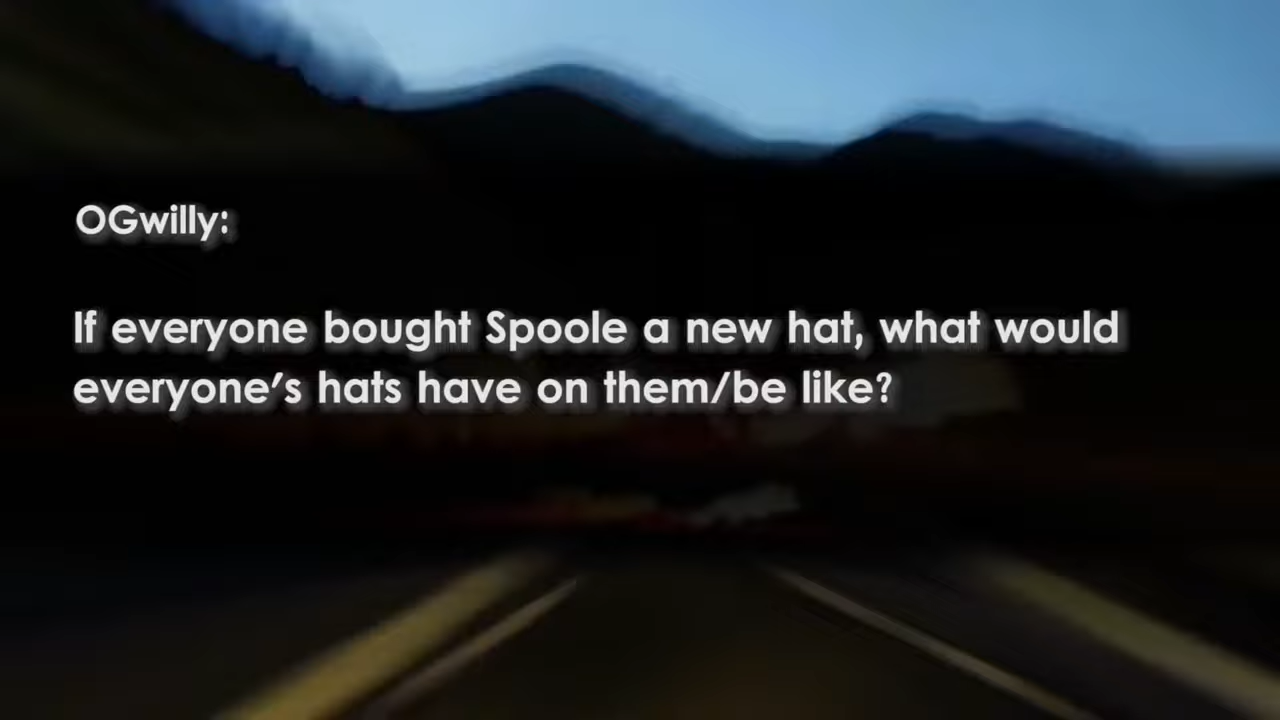 OGwilly:
If everyone bought Spoole a new hat, what would
everyone's hats have on them/be like?